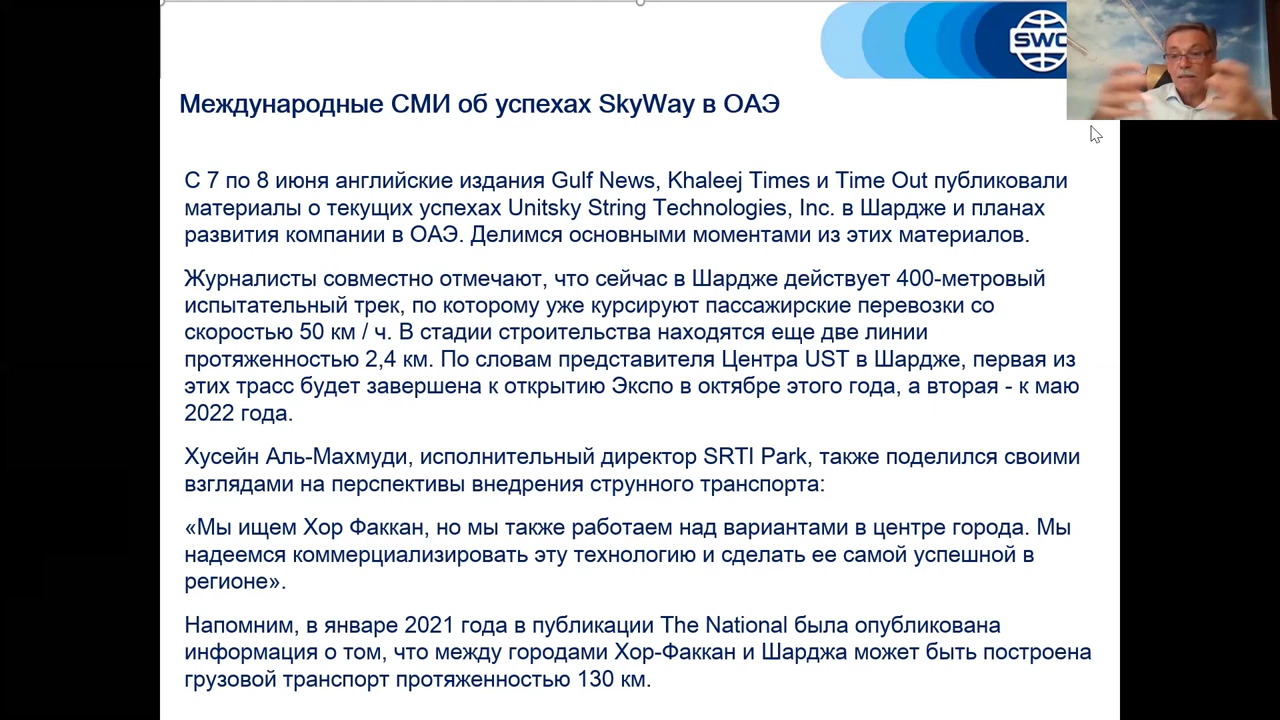 SWC
Международные СМИ об успехах SkyWay в ОАЭ
С 7 по 8 июня английские издания Gulf News, Khaleej Times и Time Out публиковали
материалы о текущих успехах Unitsky String Technologies, Inc. в Шардже и планах
развития компании в ОАЭ. Делимся основными моментами из этих материалов.
Журналисты совместно отмечают, что сейчас в Шардже действует 400-метровый
испытательный трек, по которому уже курсируют пассажирские перевозки со
скоростью 50 км / ч. В стадии строительства находятся еще две линии
протяженностью 2,4 км. По словам представителя Центра UST в Шардже, первая из
этих трасс будет завершена к открытию Экспо в октябре этого года, а вторая - к маю
2022 года.
Хусейн Аль-Махмуди, исполнительный директор SRTI Park, также поделился своими
взглядами на перспективы внедрения струнного транспорта:
«Мы ищем Хор Факкан, но мы также работаем над вариантами в центре города. Мы
надеемся коммерциализировать эту технологию и сделать ее самой успешной в
регионе».
Напомним, в январе 2021 года в публикации The National была опубликована
информация о том, что между городами Хор-Факкан и Шарджа может быть построена
грузовой транспорт протяженностью 130 км.